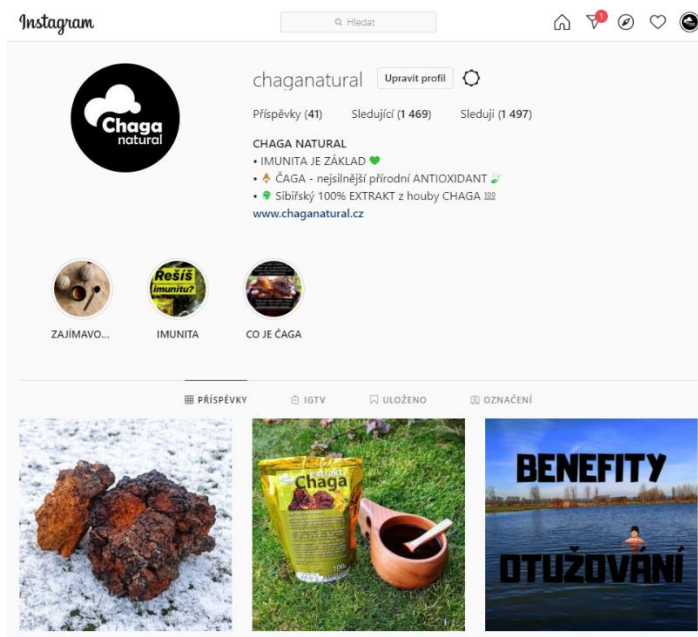 Instagram
Hledat
1
chaganatural Upravit profil
Příspěvky (41) Sledující (1 469) Sleduji (1 497)
Chaga
natural
CHAGA NATURAL
• IMUNITA JE ZÁKLAD 💚
• ČAGA - nejsilnější přírodní ANTIOXIDANT
• Sibiřský 100% EXTRAKT z houby CHAGA 💯
www.chaganatural.cz
Řešíš
imunitu?
ZAJÍMAVO... IMUNITA CO JE ČAGA
PŘÍSPĚVKY IGTV ULOŽENO OZNAČENÍ
Extrakt
Chaga
100g
BENEFITY
OTUŽOVÁNÍ